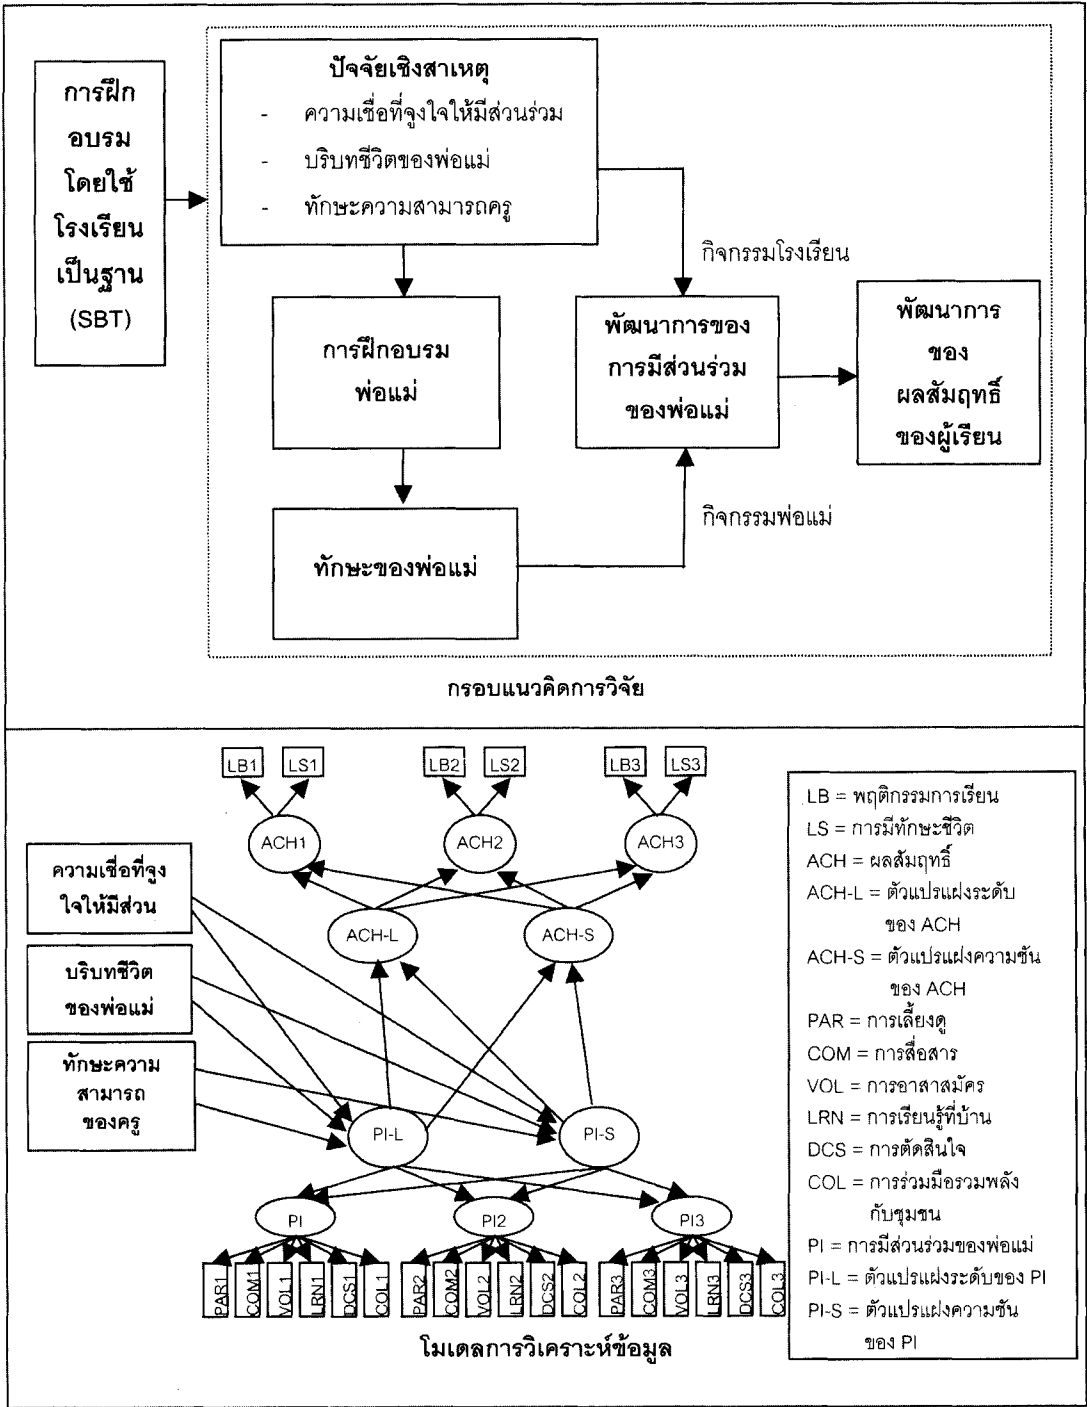 การฝึก
อบรม
โดยใช้
โรงเรียน
เป็นฐาน
(SBT)
ปัจจัยเชิงสาเหตุ
- ความเชื่อที่จูงใจให้มีส่วนร่วม
- บริบทชีวิตของพ่อแม่
- ทักษะความสามารถครู
กิจกรรมโรงเรียน
การฝึกอบรม
พ่อแม่
พัฒนาการของ
การมีส่วนร่วม
ของพ่อแม่
พัฒนาการ
ของ
ผลสัมฤทธิ์
ของผู้เรียน
กิจกรรมพ่อแม่
ทักษะของพ่อแม่
กรอบแนวคิดการวิจัย
LB1 LS1 LB2 LS2 LB3 LS3
ACH1 ACH2 ACH3
ความเชื่อที่จูง
ใจให้มีส่วน
ACH-L ACH-S
บริบทชีวิต
ของพ่อแม่
ทักษะความ
สามารถ
ของครู
PI-L PI-S
PI PI2 PI3
PAR1 COM1 VOL1 LRN1 DCS1 COL1 PAR2 COM2 VOL2 LRN2 DCS2 COL2 PAR3 COM3 VOL3 LRN3 DCS3 COL3
โมเดลการวิเคราะห์ข้อมูล
LB = พฤติกรรมการเรียน
LS = การมีทักษะชีวิต
ACH = ผลสัมฤทธิ์
ACH-L = ตัวแปรแฝงระดับ
ของ ACH
ACH-S = ตัวแปรแฝงความชัน
ของ ACH
PAR = การเลี้ยงดู
COM = การสื่อสาร
VOL = การอาสาสมัคร
LRN = การเรียนรู้ที่บ้าน
DCS = การตัดสินใจ
COL = การร่วมมือรวมพลัง
กับชุมชน
PI = การมีส่วนร่วมของพ่อแม่
PI-L = ตัวแปรแฝงระดับของ PI
PI-S = ตัวแปรแฝงความชัน
ของ PI